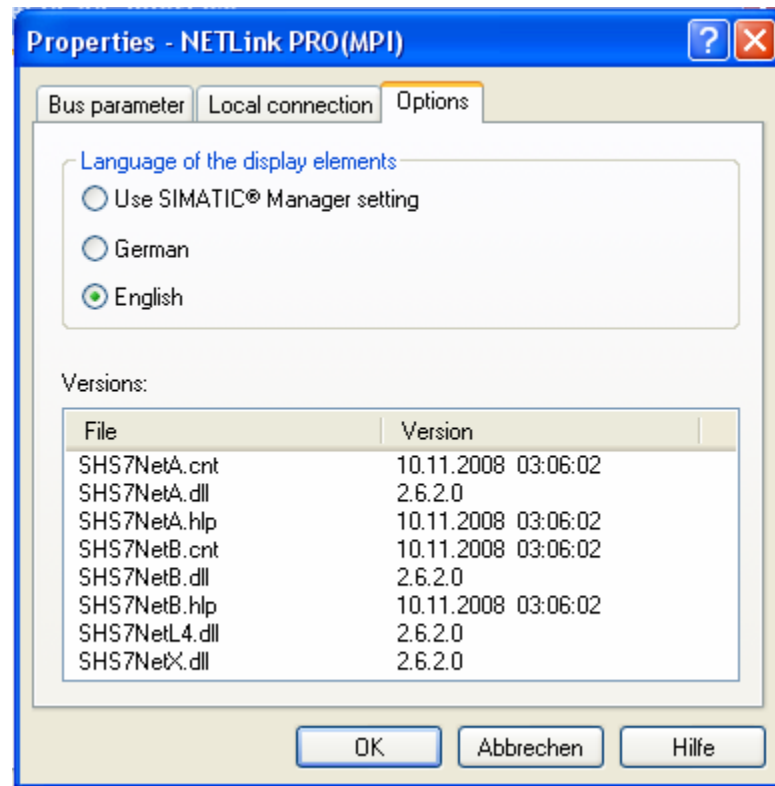 Properties - NETLink PRO(MPI)
Bus parameter Local connection Options
Language of the display elements
Use SIMATIC® Manager setting
German
English
Versions:
File Version
SHS7NetA.cnt 10.11.2008 03:06:02
SHS7NetA.dll 2.6.2.0
SHS7NetA.hlp 10.11.2008 03:06:02
SHS7NetB.cnt 10.11.2008 03:06:02
SHS7NetB.dll 2.6.2.0
SHS7NetB.hlp 10.11.2008 03:06:02
SHS7NetL4.dll 2.6.2.0
SHS7NetX.dll 2.6.2.0
OK Abbrechen Hilfe